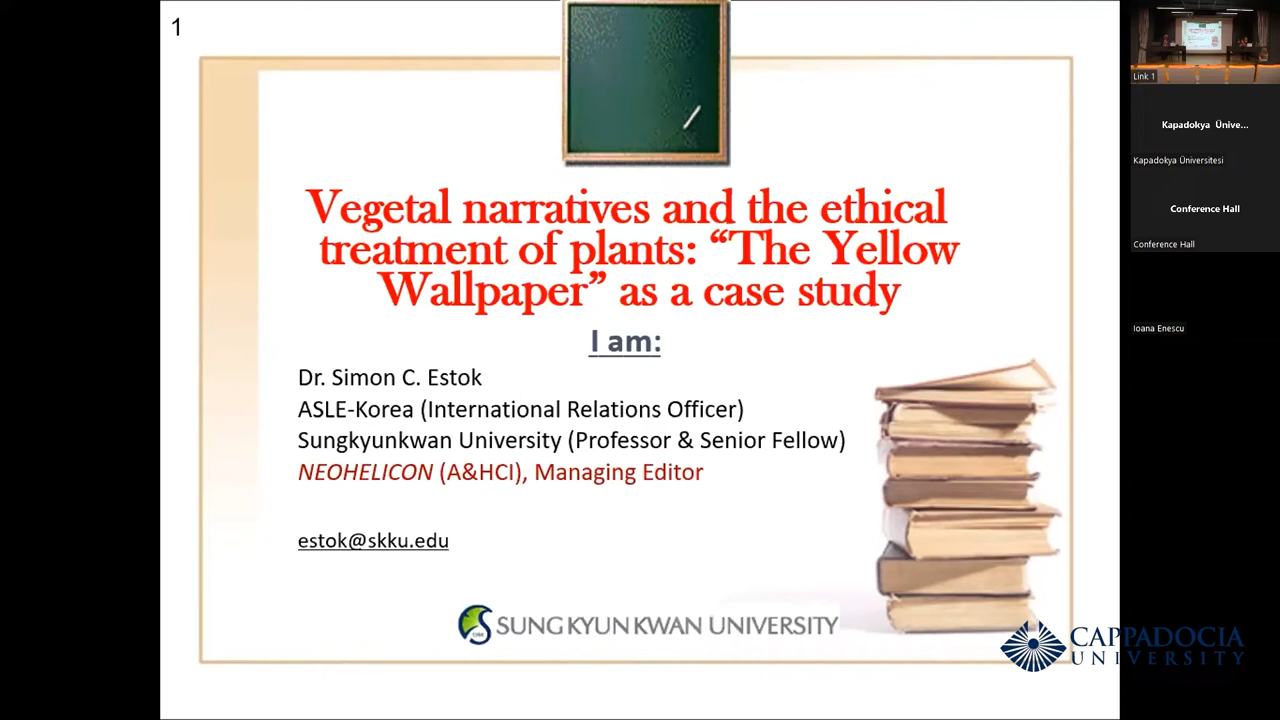 1
Vegetal narratives and the ethical
treatment of plants: “The Yellow
Wallpaper” as a case study
I am:
Dr. Simon C. Estok
ASLE-Korea (International Relations Officer)
Sungkyunkwan University (Professor & Senior Fellow)
NEOHELICON (A&HCI), Managing Editor
estok@skku.edu
SUNG KYUN KWAN UNIVERSITY
CAPPADOCIA
UNIVERSITY
Link 1
Kapadokya Ünive...
Kapadokya Üniversitesi
Conference Hall
Conference Hall
Ioana Enescu